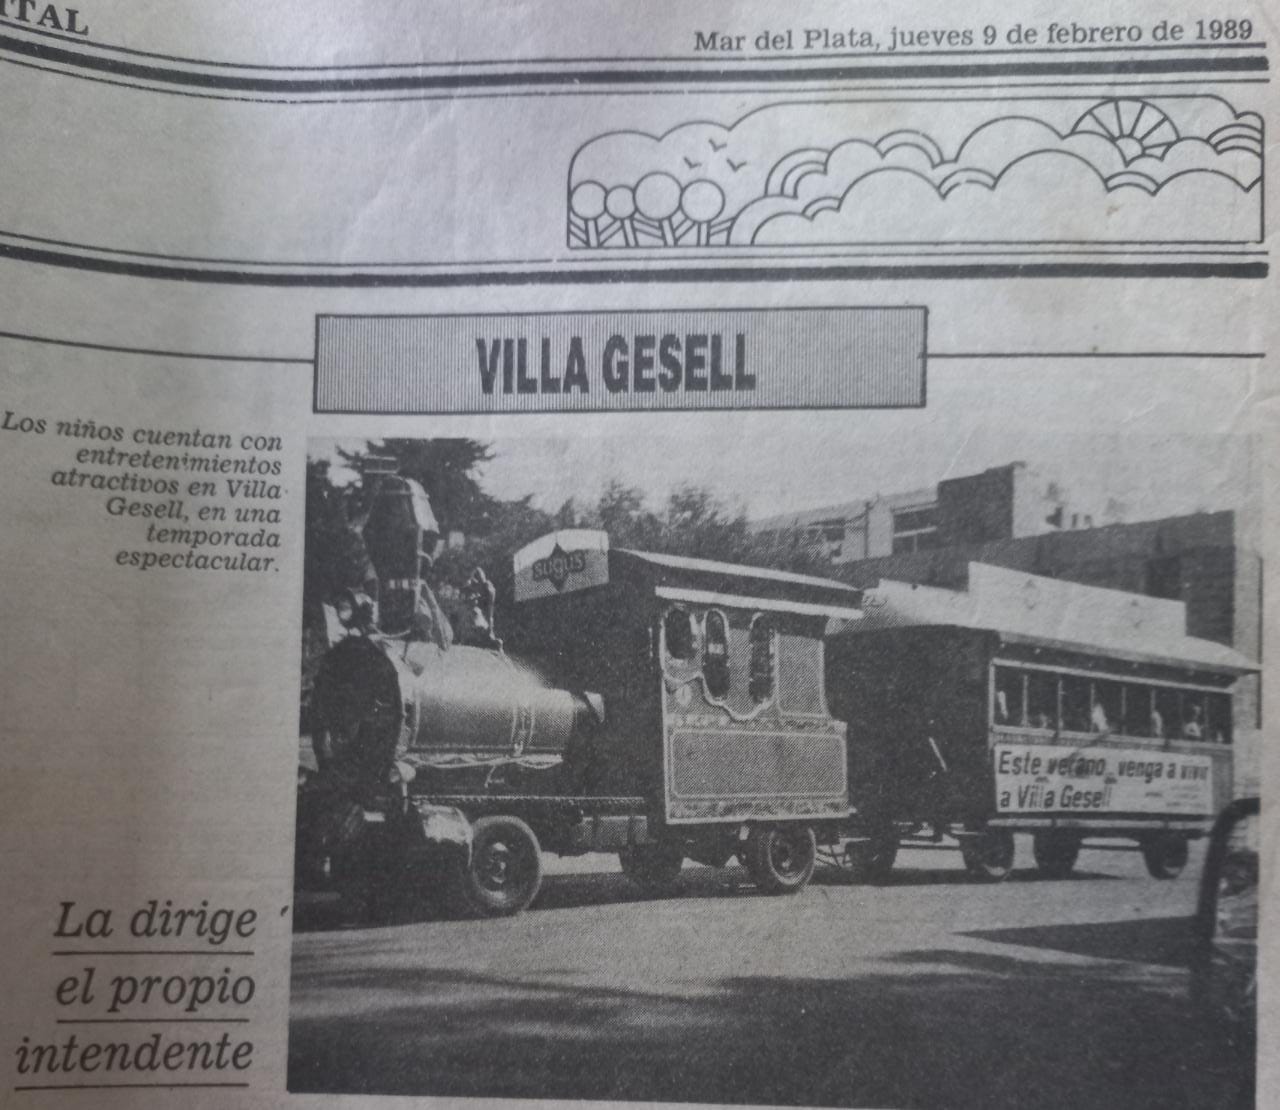 ITAL
Mar del Plata, jueves 9 de febrero de 1989
VILLA GESELL
Los niños cuentan con
entretenimientos
atractivos en Villa
Gesell, en una
temporada
espectacular.
sugus
Este verano venga a vivir
a Villa Gesell
La dirige
el propio
intendente